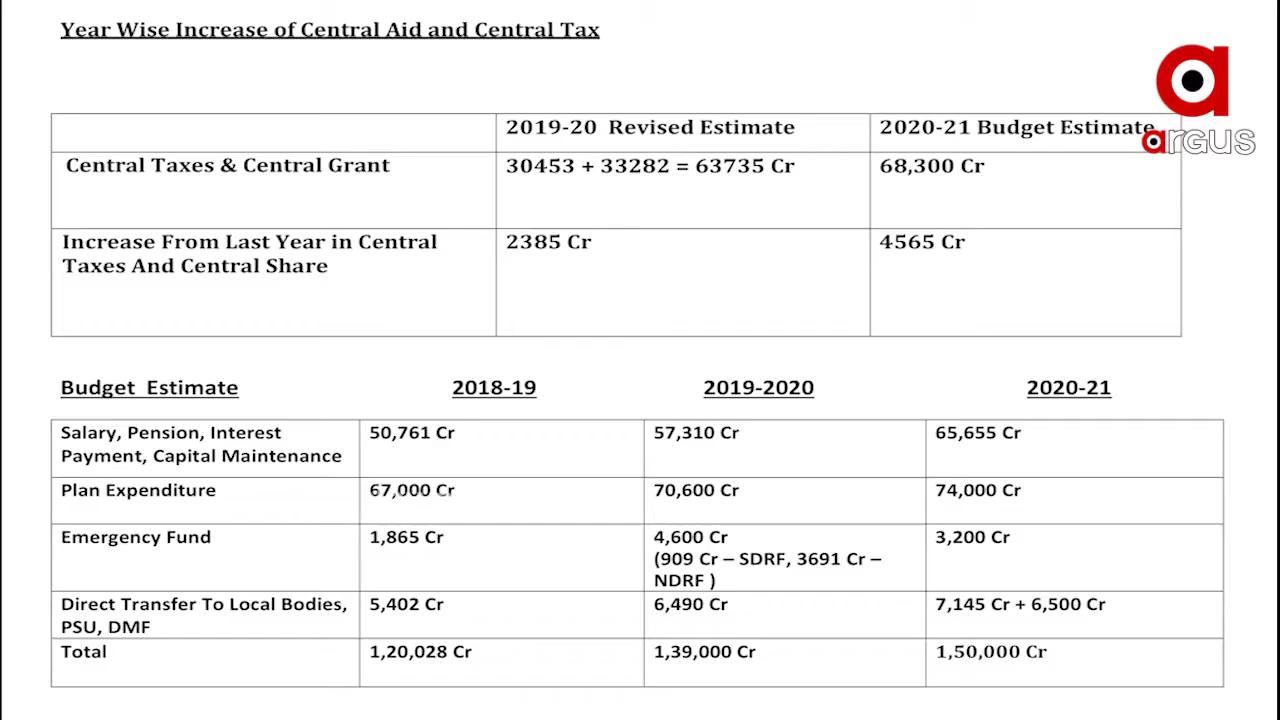 Year Wise Increase of Central Aid and Central Tax
argus
2019-20 Revised Estimate 2020-21 Budget Estimate
Central Taxes & Central Grant 30453 + 33282 = 63735 Cr 68,300 Cr
Increase From Last Year in Central 2385 Cr 4565 Cr
Taxes And Central Share
Budget Estimate 2018-19 2019-2020 2020-21
Salary, Pension, Interest 50,761 Cr 57,310 Cr 65,655 Cr
Payment, Capital Maintenance
Plan Expenditure 67,000 Cr 70,600 Cr 74,000 Cr
Emergency Fund 1,865 Cr 4,600 Cr 3,200 Cr
(909 Cr – SDRF, 3691 Cr –
NDRF )
Direct Transfer To Local Bodies, 5,402 Cr 6,490 Cr 7,145 Cr + 6,500 Cr
PSU, DMF
Total 1,20,028 Cr 1,39,000 Cr 1,50,000 Cr